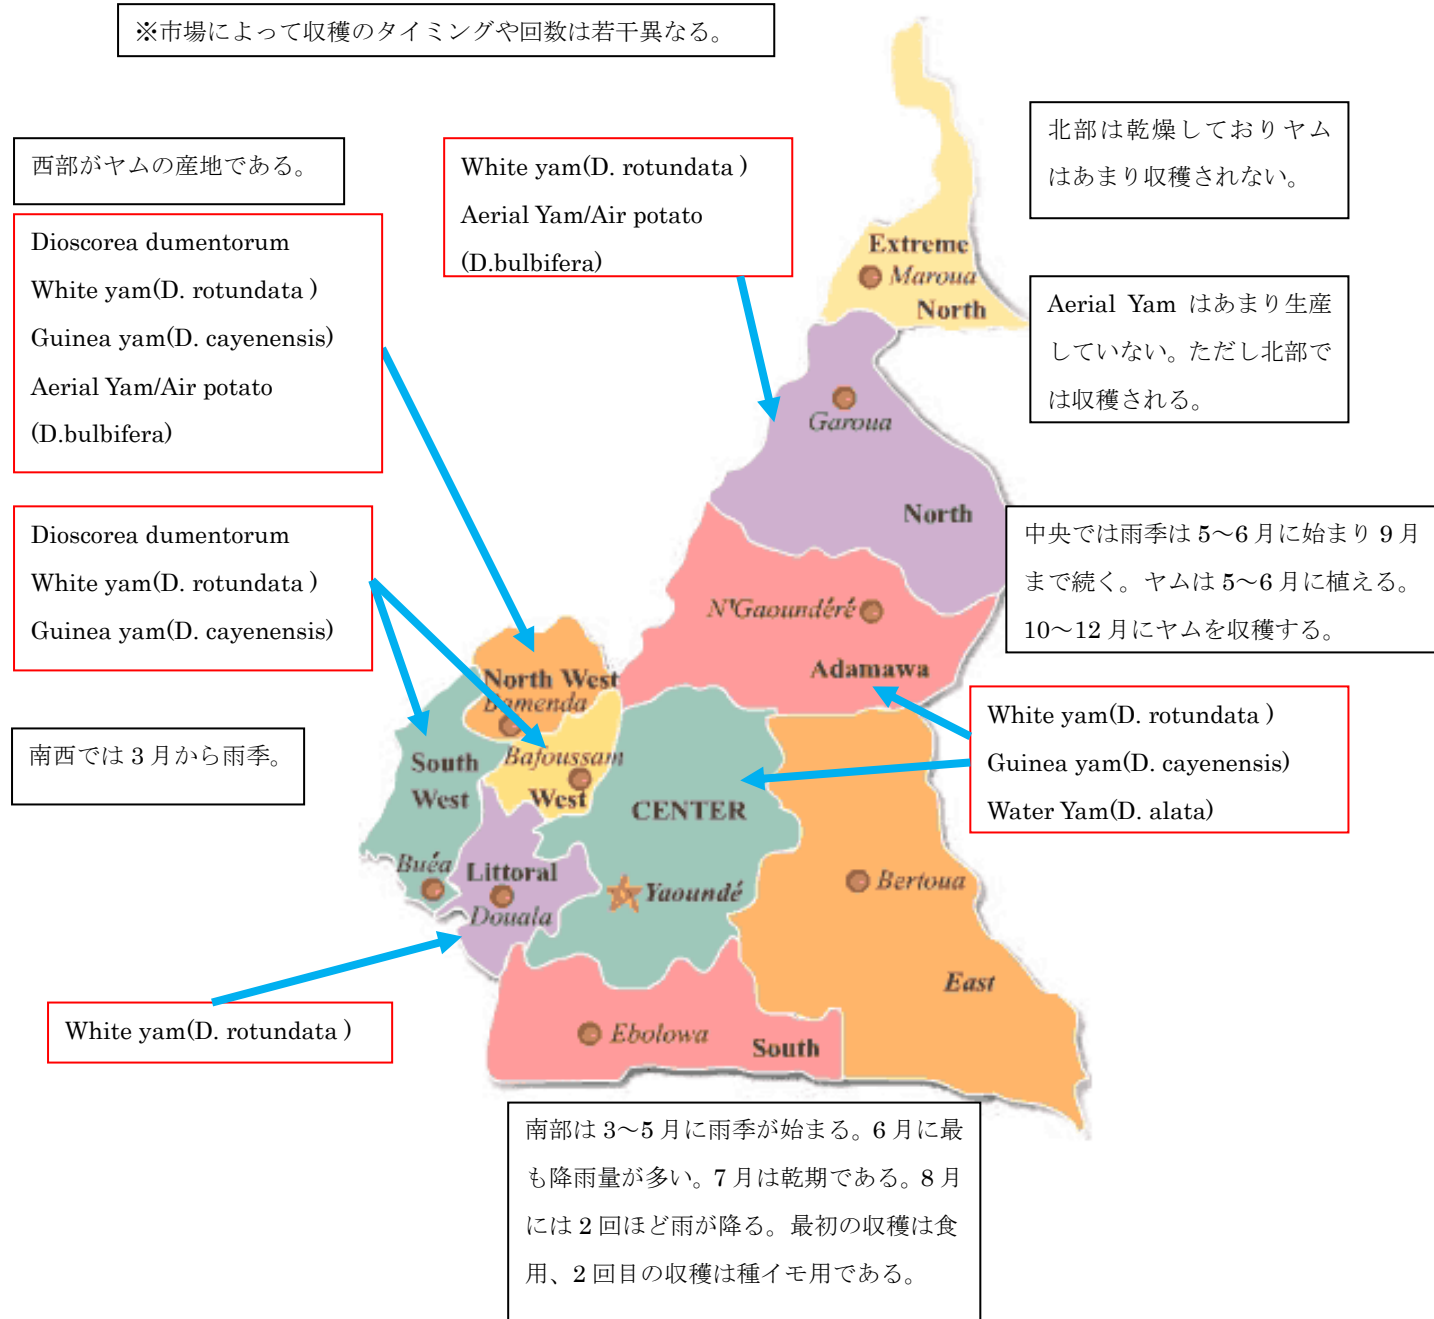 ※市場によって収穫のタイミングや回数は若干異なる。
西部がヤムの産地である。
Dioscorea dumentorum
White yam(D. rotundata )
Guinea yam(D. cayenensis)
Aerial Yam/Air potato
(D.bulbifera)
Dioscorea dumentorum
White yam(D. rotundata )
Guinea yam(D. cayenensis)
南西では 3 月から雨季。
White yam(D. rotundata )
Aerial Yam/Air potato
(D.bulbifera)
北部は乾燥しておりヤム
はあまり収穫されない。
Aerial Yam はあまり生産
していない。ただし北部で
は収穫される。
中央では雨季は 5～6 月に始まり 9 月
まで続く。ヤムは 5～6 月に植える。
10～12 月にヤムを収穫する。
White yam(D. rotundata )
Guinea yam(D. cayenensis)
Water Yam(D. alata)
Extreme
Maroua
North
Garoua
North
N'Gaoundéré
Adamawa
North West
Bamenda
South
West
Bafoussam
West
CENTER
Buéa
Littoral
Douala
Yaoundé
Bertoua
East
Ebolowa
South
White yam(D. rotundata )
南部は 3～5 月に雨季が始まる。6 月に最
も降雨量が多い。7 月は乾期である。8 月
には 2 回ほど雨が降る。最初の収穫は食
用、2 回目の収穫は種イモ用である。